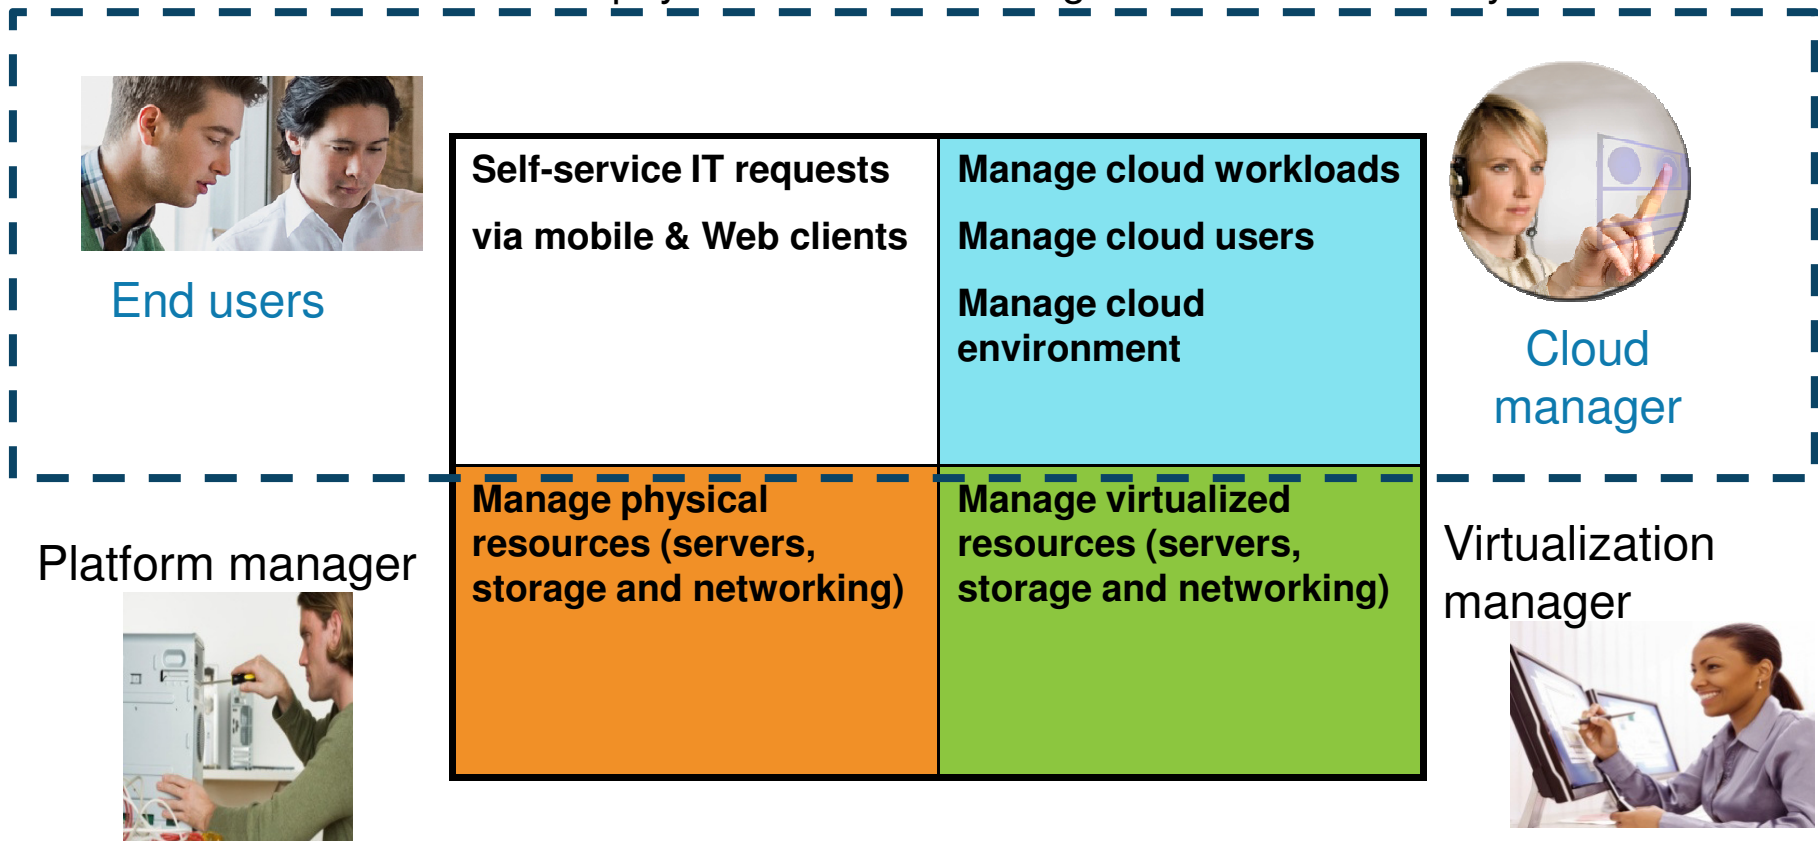 Self-service IT requests
via mobile & Web clients
Manage cloud workloads
Manage cloud users
Manage cloud
environment
End users
Cloud
manager
Manage physical
resources (servers,
storage and networking)
Manage virtualized
resources (servers,
storage and networking)
Platform manager
Virtualization
manager